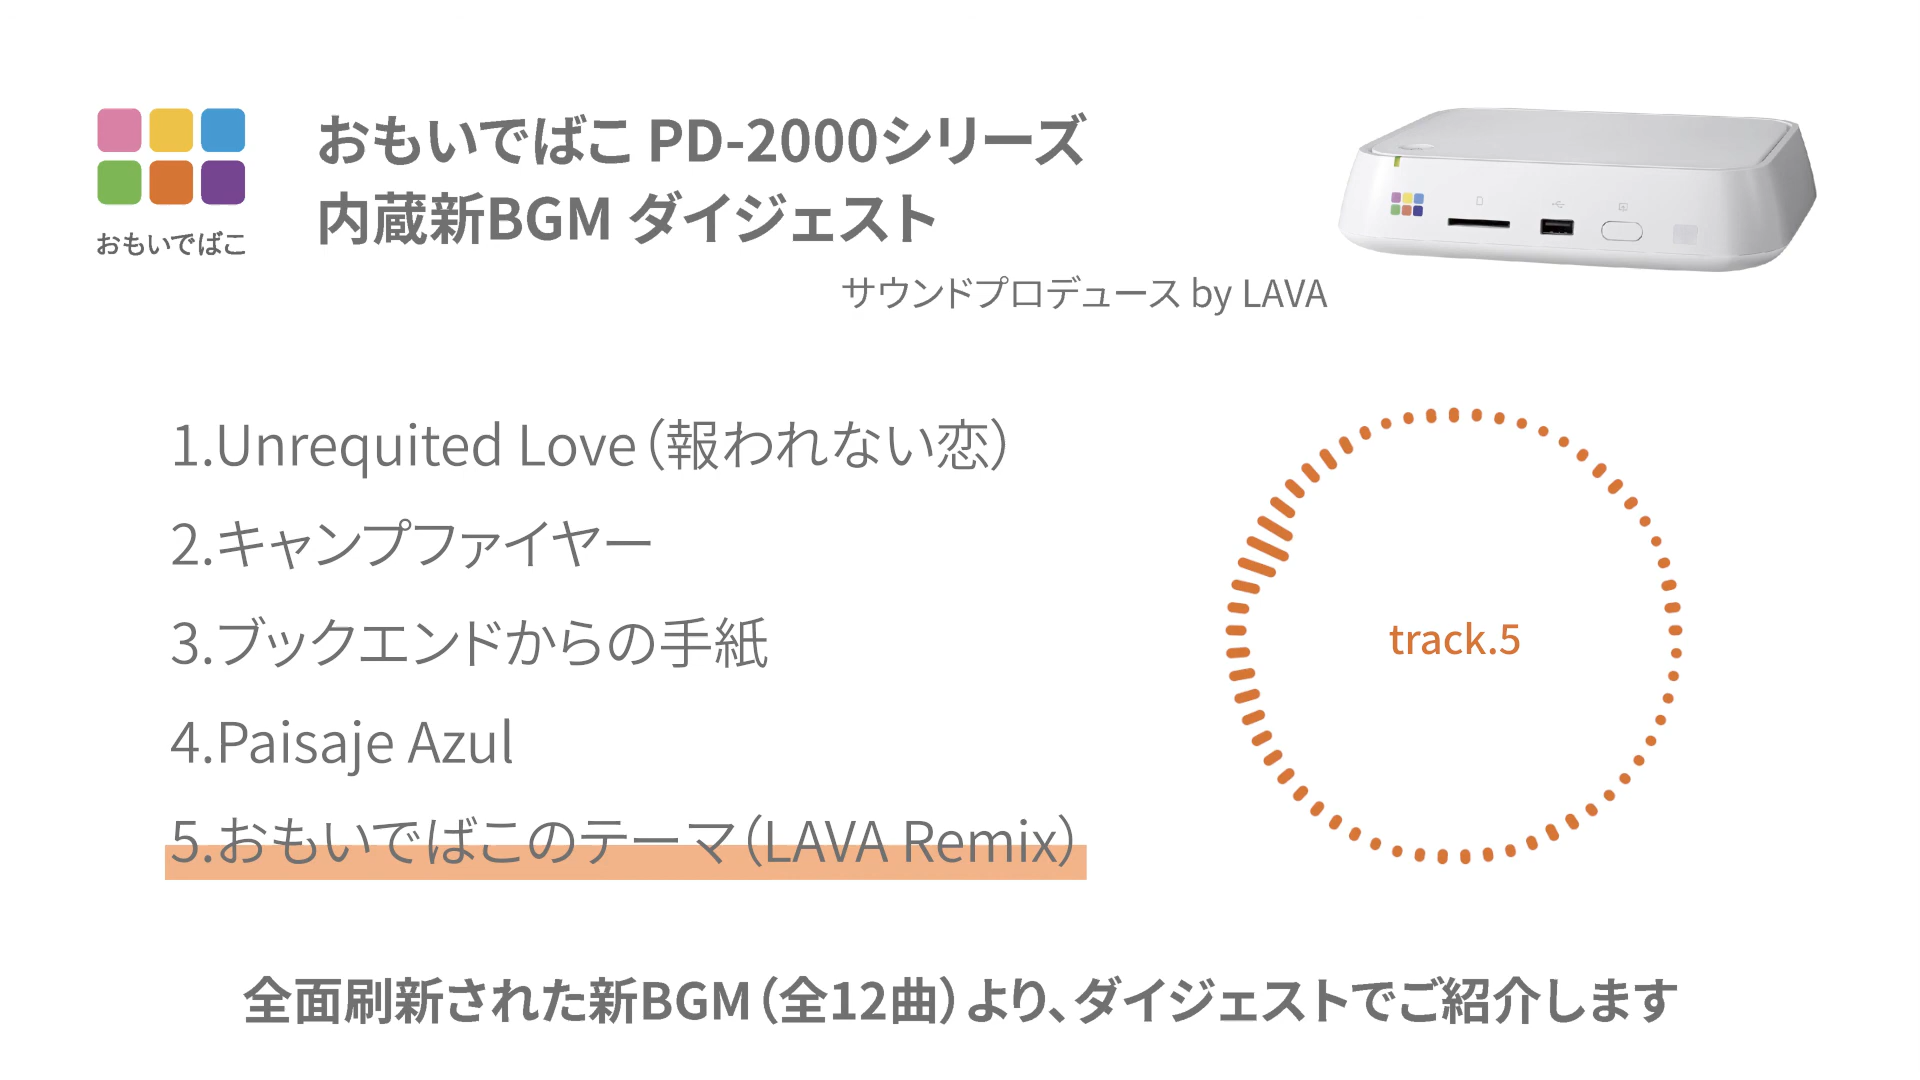 おもいでばこ
おもいでばこ PD-2000シリーズ
内蔵新BGM ダイジェスト
サウンドプロデュース by LAVA
1.Unrequited Love（報われない恋）
2.キャンプファイヤー
3.ブックエンドからの手紙
4.Paisaje Azul
5.おもいでばこのテーマ（LAVA Remix）
track.5
全面刷新された新BGM（全12曲）より、ダイジェストでご紹介します